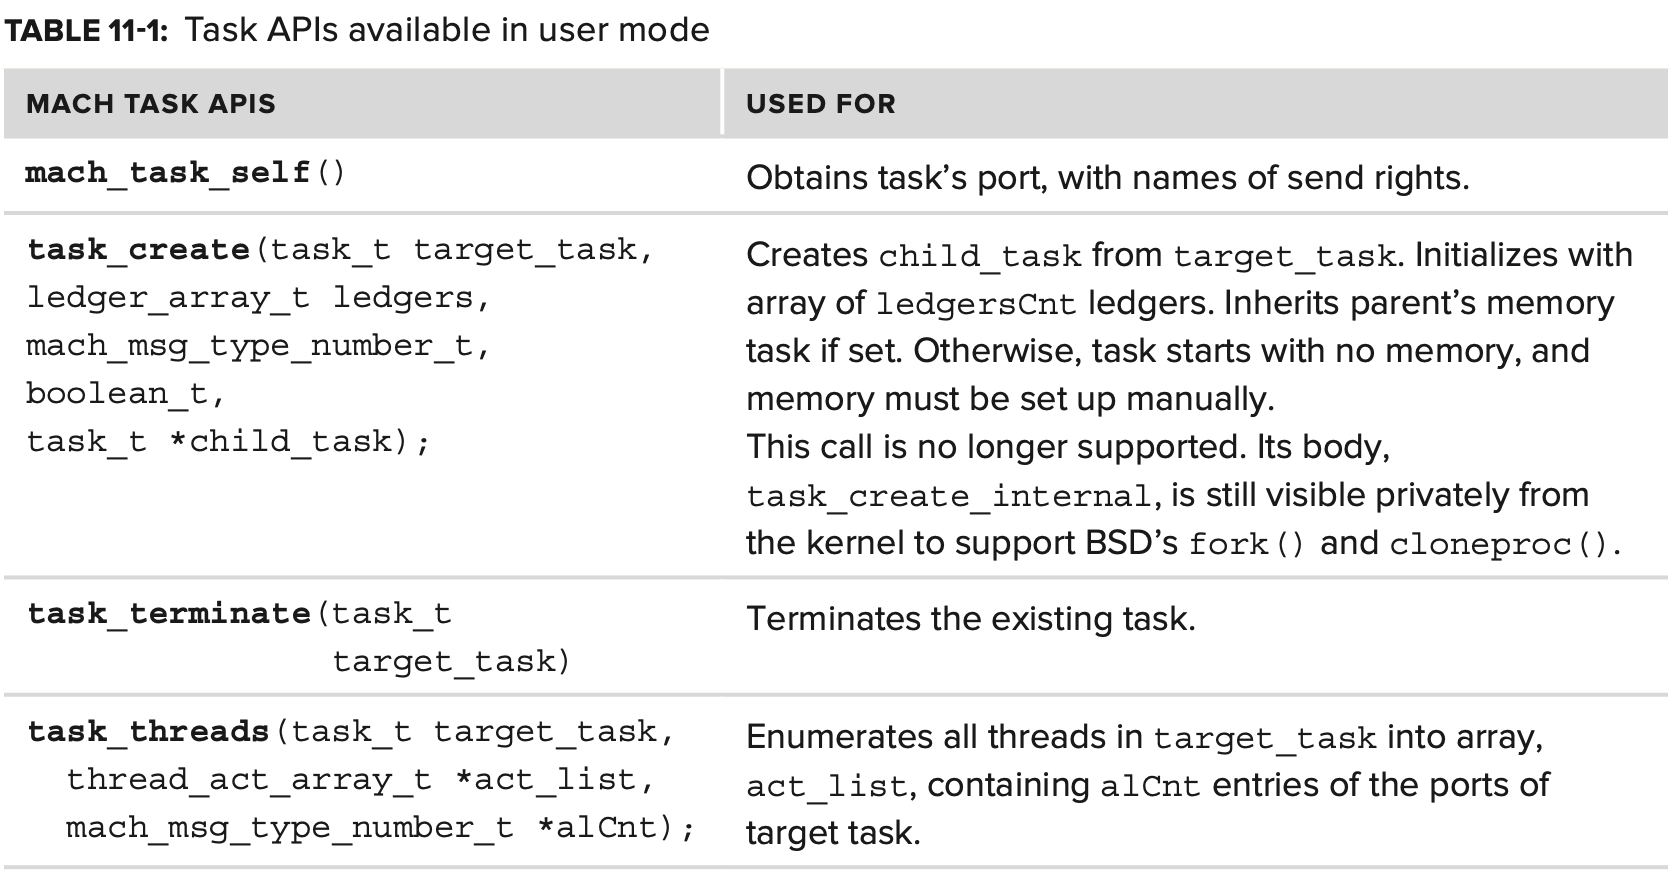 TABLE 11-1: Task APIs available in user mode
MACH TASK APIS
USED FOR
mach_task_self()
Obtains task’s port, with names of send rights.
task_create(task_t target_task,
ledger_array_t ledgers,
mach_msg_type_number_t,
boolean_t,
task_t *child_task);
Creates child_task from target_task. Initializes with
array of ledgersCnt ledgers. Inherits parent’s memory
task if set. Otherwise, task starts with no memory, and
memory must be set up manually.
This call is no longer supported. Its body,
task_create_internal, is still visible privately from
the kernel to support BSD’s fork() and cloneproc().
task_terminate(task_t
target_task)
Terminates the existing task.
task_threads(task_t target_task,
thread_act_array_t *act_list,
mach_msg_type_number_t *alCnt);
Enumerates all threads in target_task into array,
act_list, containing alCnt entries of the ports of
target task.